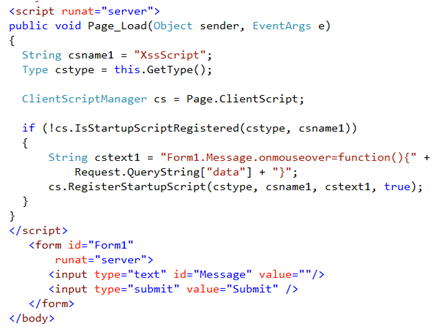 <script runat="server">
public void Page_Load(Object sender, EventArgs e)
{
String csname1 = "XssScript";
Type cstype = this.GetType();
ClientScriptManager cs = Page.ClientScript;
if (!cs.IsStartupScriptRegistered(cstype, csname1))
{
String cstext1 = "Form1.Message.onmouseover=function(){" +
Request.QueryString["data"] + "}";
cs.RegisterStartupScript(cstype, csname1, cstext1, true);
}
}
</script>
<form id="Form1"
runat="server">
<input type="text" id="Message" value=""/>
<input type="submit" value="Submit" />
</form>
</body>